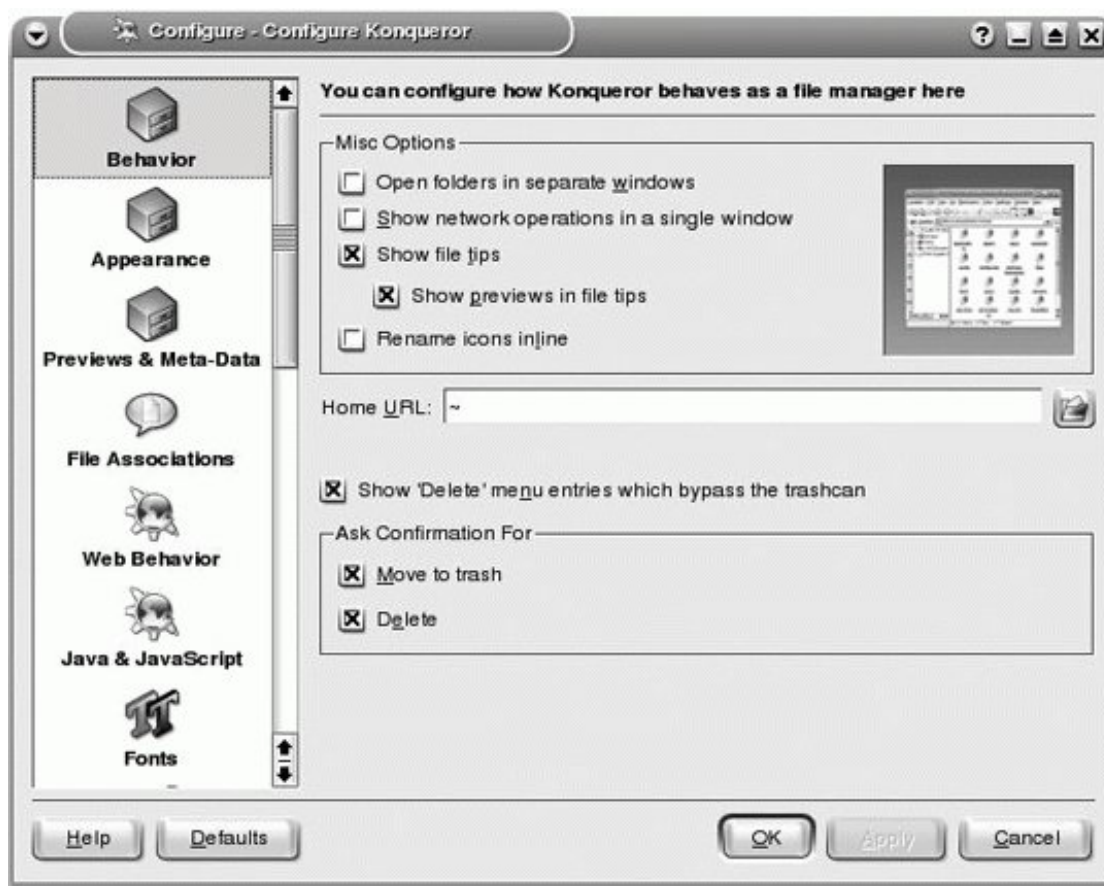 Configure - Configure Konqueror
Behavior
Appearance
Previews & Meta-Data
File Associations
Web Behavior
Java & JavaScript
Fonts
You can configure how Konqueror behaves as a file manager here
Misc Options
Open folders in separate windows
Show network operations in a single window
Show file tips
Show previews in file tips
Rename icons inline
Home URL: ~
Show 'Delete' menu entries which bypass the trashcan
Ask Confirmation For
Move to trash
Delete
Help Defaults OK Apply Cancel